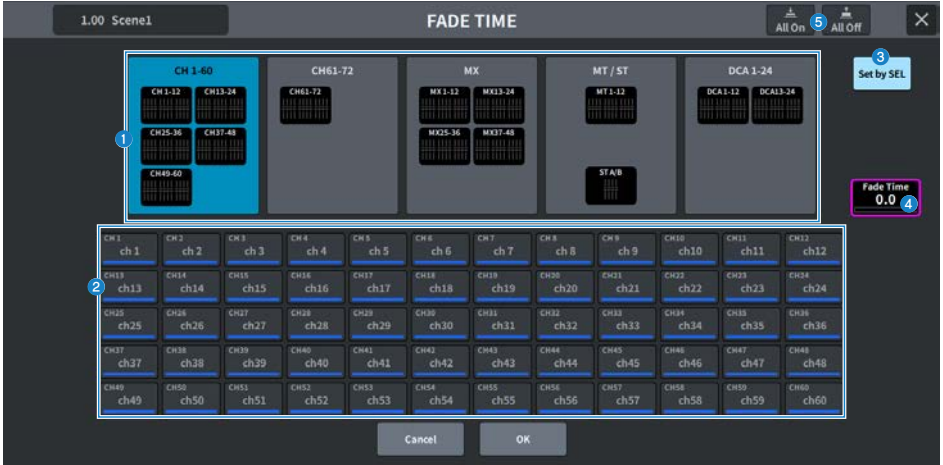 1.00 Scene1
FADE TIME
All On
5
All Off
CH 1-60
CH61-72
MX
MT / ST
DCA 1-24
3
Set by SEL
CH 1-12 CH13-24
CH61-72
MX 1-12 MX13-24
MT 1-12
DCA1-12 DCA13-24
1
CH25-36 CH37-48
MX25-36 MX37-48
CH49-60
ST A/B
Fade Time
0.0
4
CH 1 CH 2 CH 3 CH 4 CH 5 CH 6 CH 7 CH 8 CH 9 CH10 CH11 CH12
ch 1 ch 2 ch 3 ch 4 ch 5 ch 6 ch 7 ch 8 ch 9 ch10 ch11 ch12
2
CH13 CH14 CH15 CH16 CH17 CH18 CH19 CH20 CH21 CH22 CH23 CH24
ch13 ch14 ch15 ch16 ch17 ch18 ch19 ch20 ch21 ch22 ch23 ch24
CH25 CH26 CH27 CH28 CH29 CH30 CH31 CH32 CH33 CH34 CH35 CH36
ch25 ch26 ch27 ch28 ch29 ch30 ch31 ch32 ch33 ch34 ch35 ch36
CH37 CH38 CH39 CH40 CH41 CH42 CH43 CH44 CH45 CH46 CH47 CH48
ch37 ch38 ch39 ch40 ch41 ch42 ch43 ch44 ch45 ch46 ch47 ch48
CH49 CH50 CH51 CH52 CH53 CH54 CH55 CH56 CH57 CH58 CH59 CH60
ch49 ch50 ch51 ch52 ch53 ch54 ch55 ch56 ch57 ch58 ch59 ch60
Cancel
OK